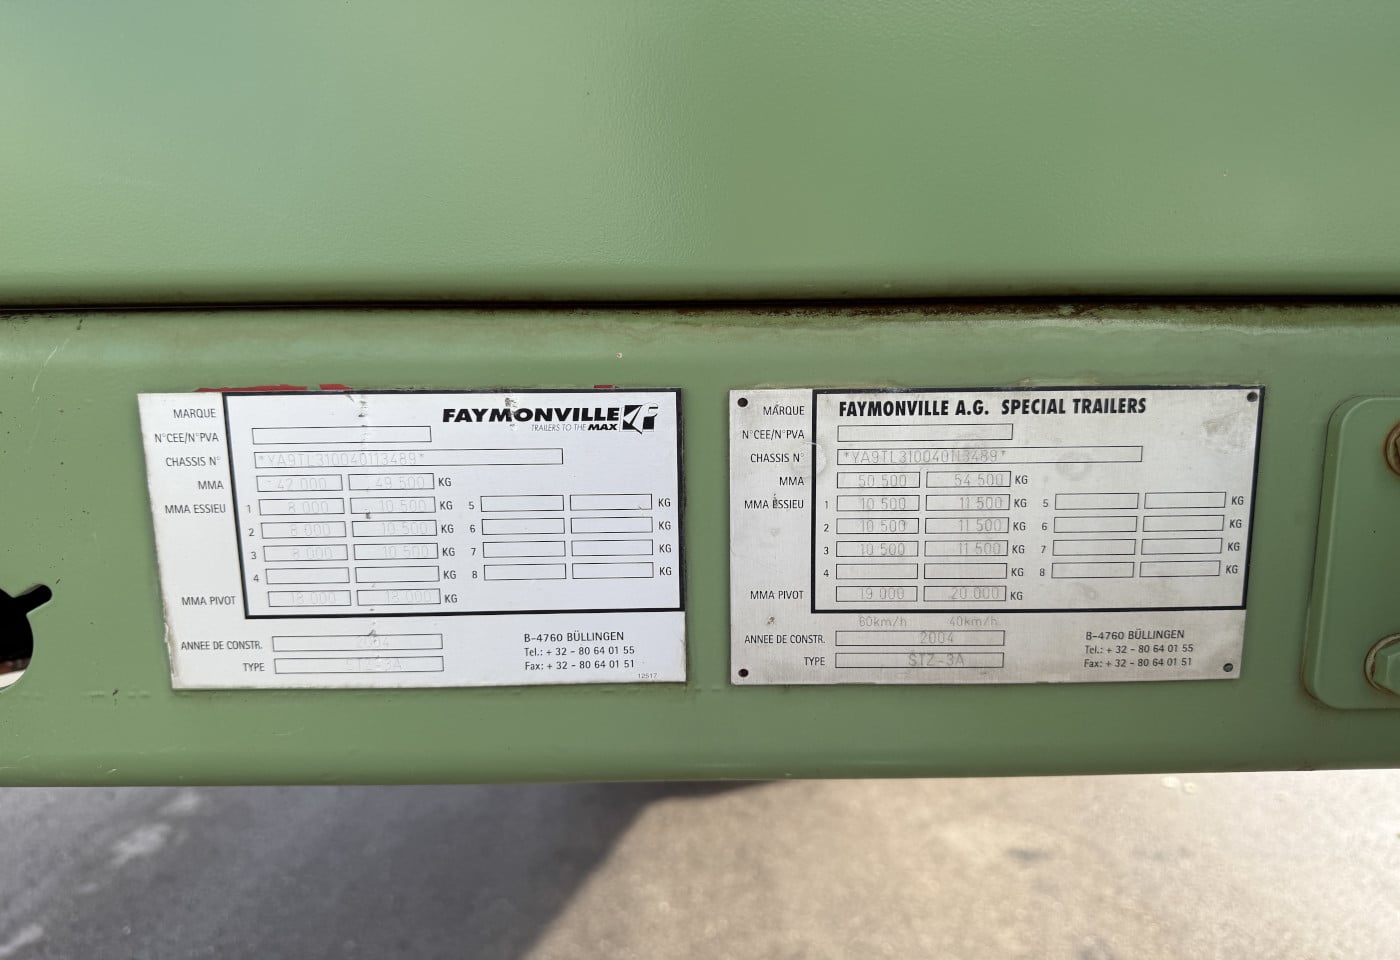 MARQUE FAYMONVILLE
TRAILERS TO THE MAX
N°CEE/N°PVA
CHASSIS N° *YA9TL310040113489*
MMA 42 000 49 500 KG
MMA ESSIEU 1 8 000 10 500 KG 5 KG
2 8 000 10 500 KG 6 KG
3 8 000 10 500 KG 7 KG
4 KG 8 KG
MMA PIVOT 18 000 18 000 KG
ANNEE DE CONSTR. 2004
TYPE STZ-3A
B-4760 BÜLLINGEN
Tel.: + 32 - 80 64 01 55
Fax: + 32 - 80 64 01 51
12517
MARQUE FAYMONVILLE A.G. SPECIAL TRAILERS
N°CEE/N°PVA
CHASSIS N° *YA9TL310040113489*
MMA 50 500 54 500 KG
MMA ESSIEU 1 10 500 11 500 KG 5 KG
2 10 500 11 500 KG 6 KG
3 10 500 11 500 KG 7 KG
4 KG 8 KG
MMA PIVOT 19 000 20 000 KG
60km/h 40km/h
ANNEE DE CONSTR. 2004
TYPE STZ-3A
B-4760 BÜLLINGEN
Tel.: + 32 - 80 64 01 55
Fax: + 32 - 80 64 01 51